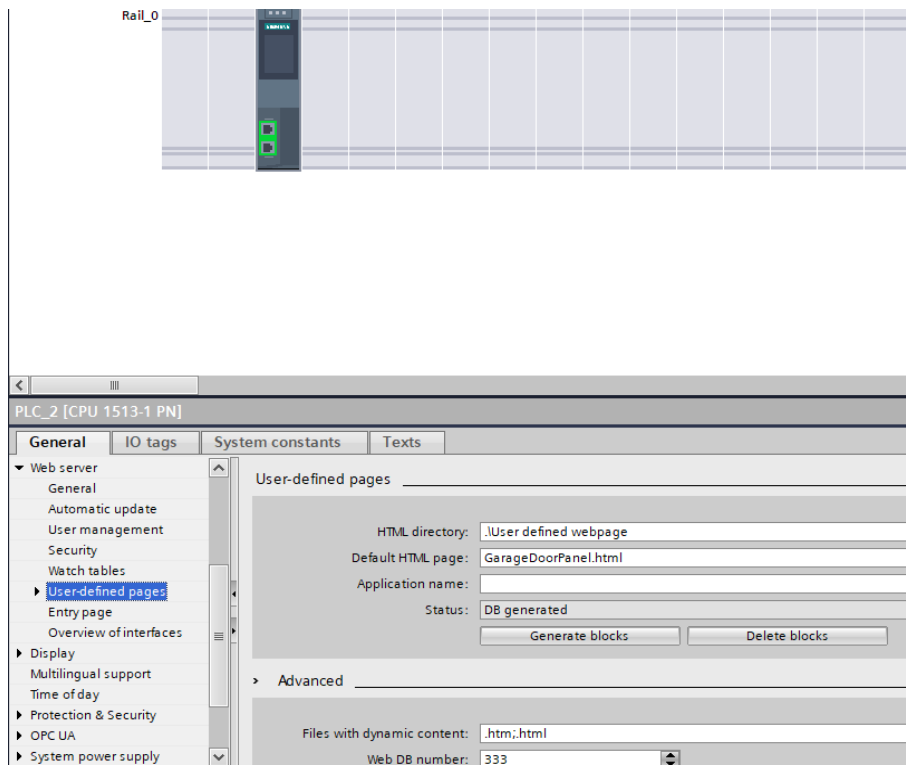 Rail_0
SIEMENS
PLC_2 [CPU 1513-1 PN]
General IO tags System constants Texts
Web server
General
Automatic update
User management
Security
Watch tables
User-defined pages
Entry page
Overview of interfaces
Display
Multilingual support
Time of day
Protection & Security
OPC UA
System power supply
User-defined pages
HTML directory: .\User defined webpage
Default HTML page: GarageDoorPanel.html
Application name:
Status: DB generated
Generate blocks Delete blocks
Advanced
Files with dynamic content: .htm;.html
Web DB number: 333